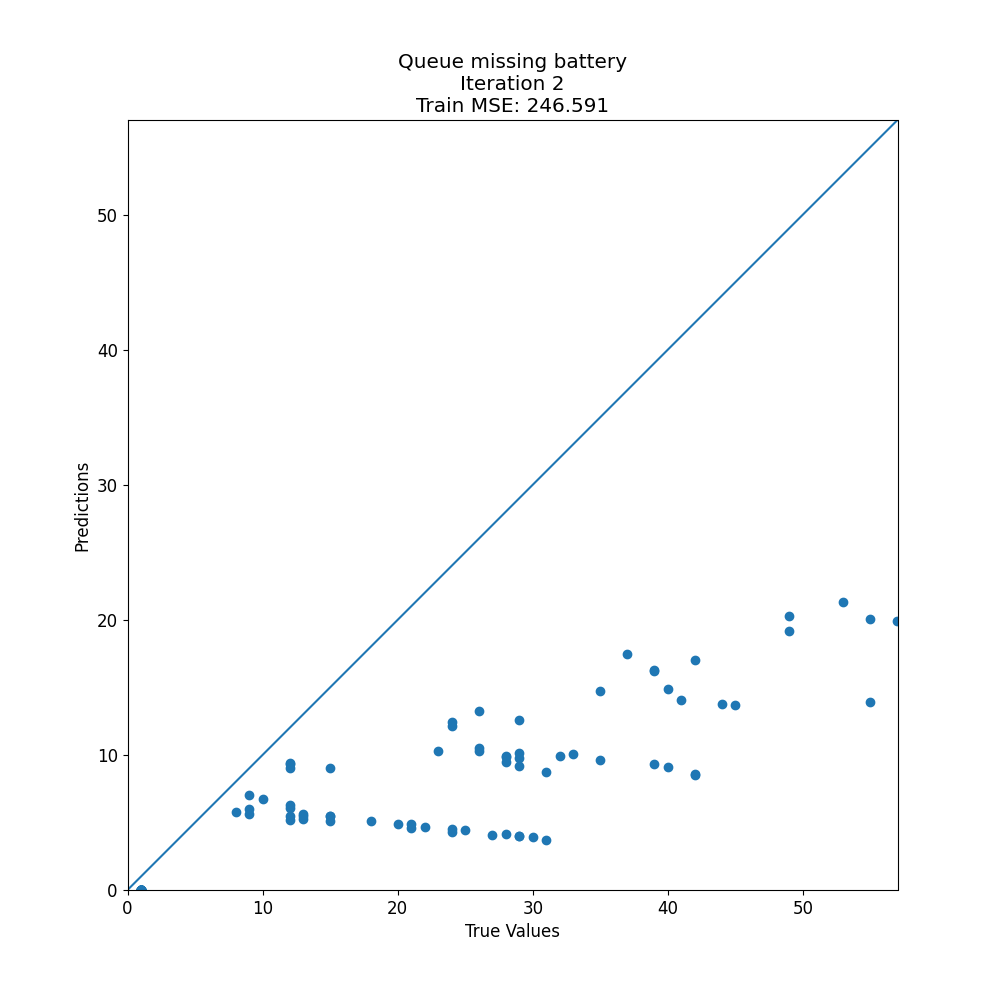 Queue missing battery
Iteration 2
Train MSE: 246.591
50
40
30
20
10
0
Predictions
0 10 20 30 40 50
True Values